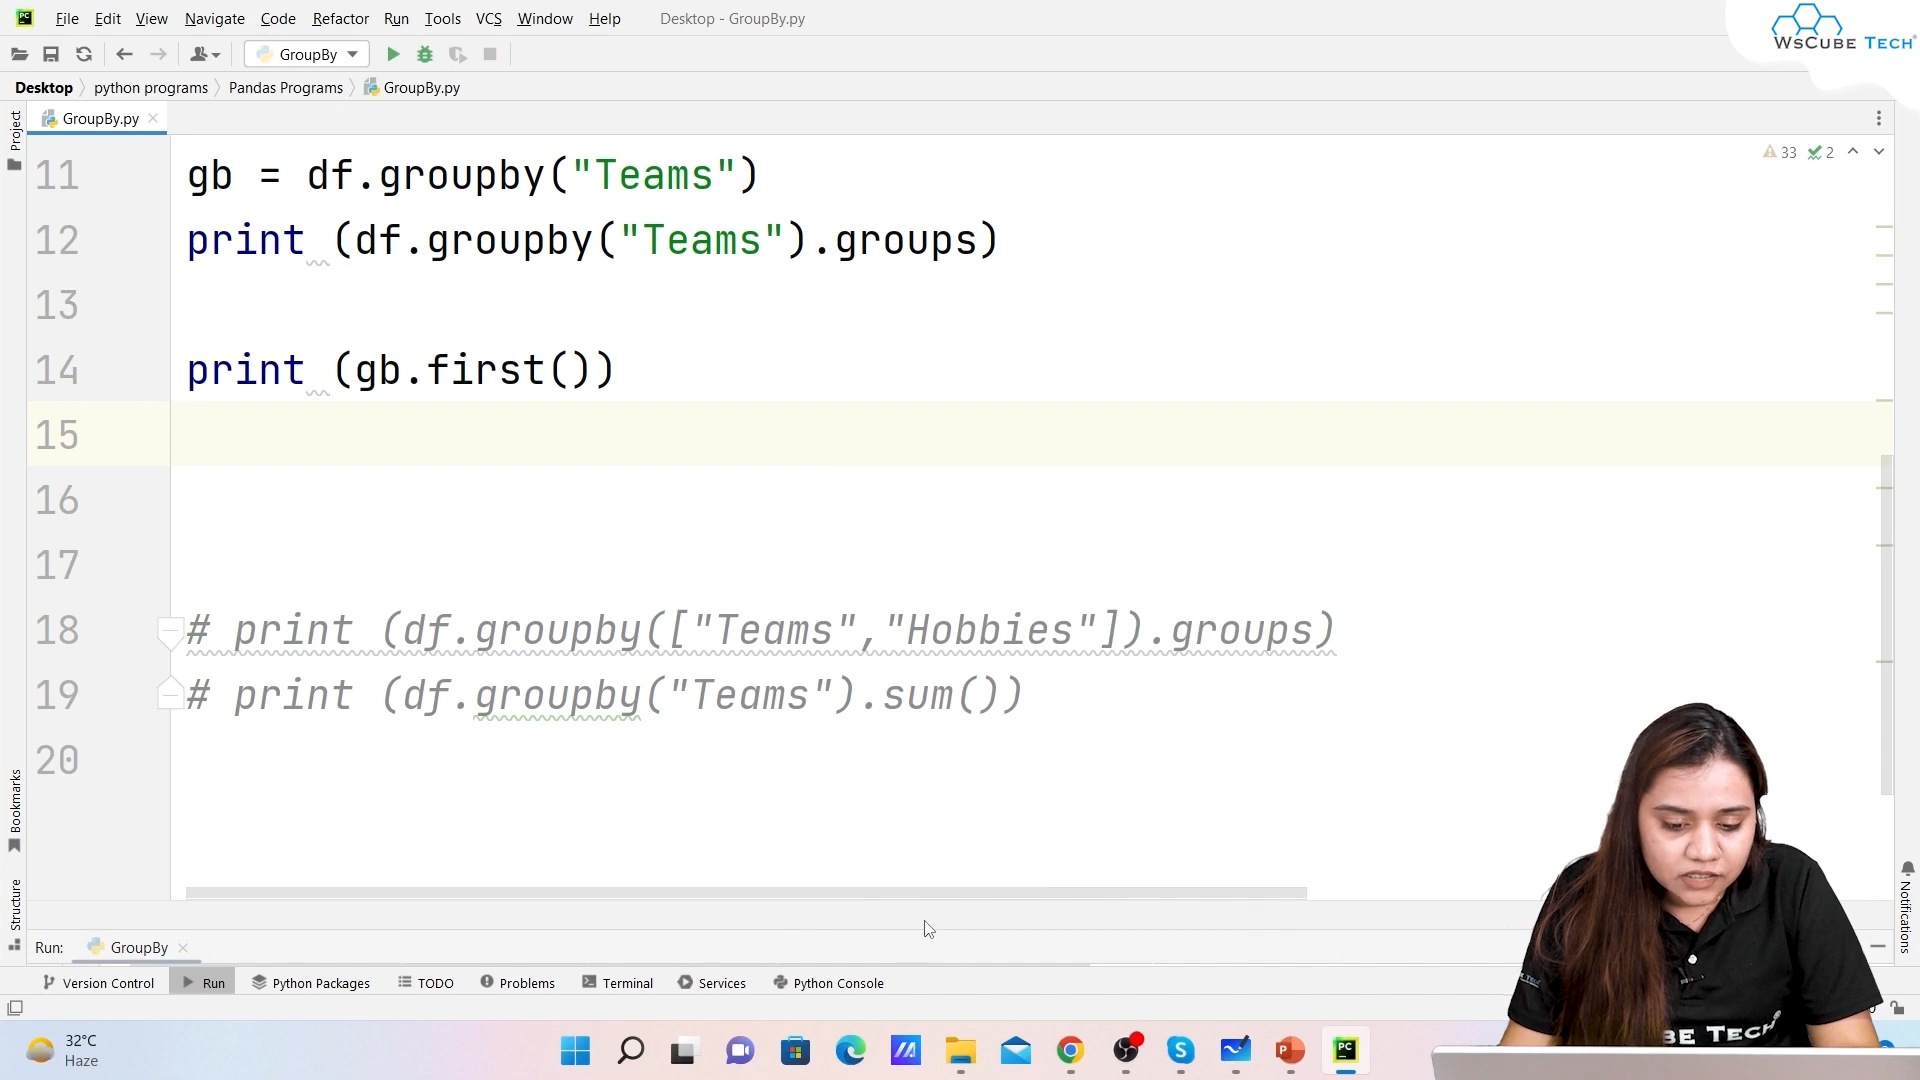 File Edit View Navigate Code Refactor Run Tools VCS Window Help Desktop - GroupBy.py
WsCube Tech
GroupBy
Desktop python programs Pandas Programs GroupBy.py
GroupBy.py
Project
33 2
11 gb = df.groupby("Teams")
12 print (df.groupby("Teams").groups)
13
14 print (gb.first())
15
16
17
18 # print (df.groupby(["Teams","Hobbies"]).groups)
19 # print (df.groupby("Teams").sum())
20
Bookmarks
Structure
Notifications
Run: GroupBy
Version Control Run Python Packages TODO Problems Terminal Services Python Console
32°C
Haze
BE TECH